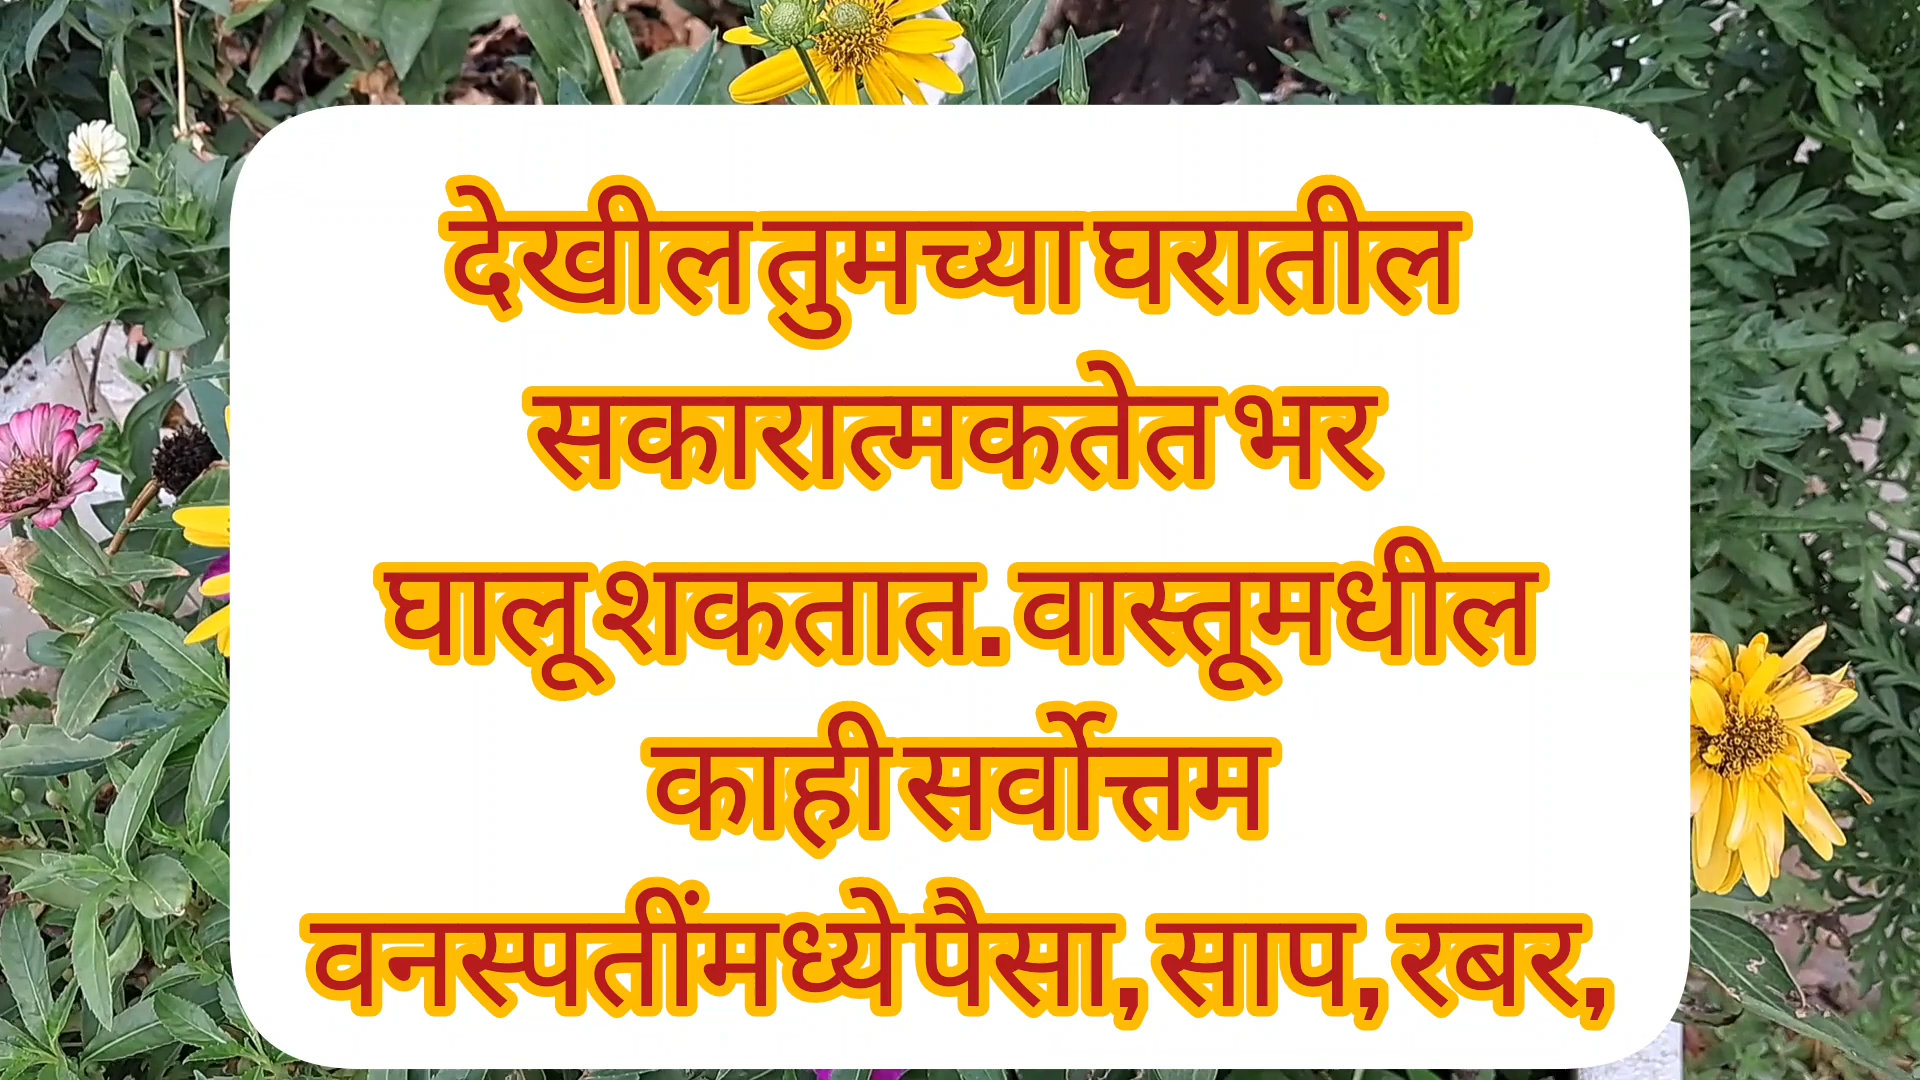 देखील तुमच्या घरातील
सकारात्मकतेत भर
घालू शकतात. वास्तूमधील
काही सर्वोत्तम
वनस्पतींमध्ये पैसा, साप, रबर,